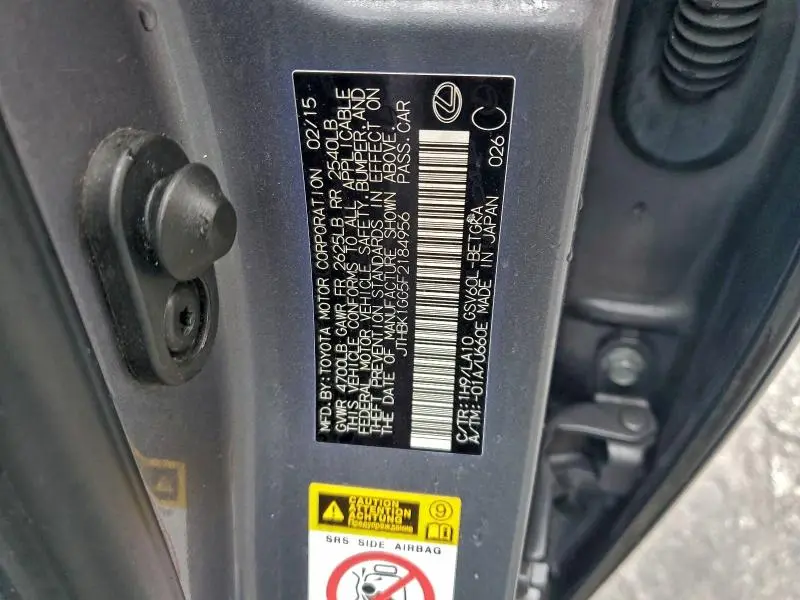 MFD. BY: TOYOTA MOTOR CORPORATION 02/15
GVWR 4700LB GAWR FR 2625LB RR 2540LB
THIS VEHICLE CONFORMS TO ALL APPLICABLE
FEDERAL MOTOR VEHICLE SAFETY, BUMPER, AND
THEFT PREVENTION STANDARDS IN EFFECT ON
THE DATE OF MANUFACTURE SHOWN ABOVE.
JTHBK1GG5F2184956 PASS.CAR
C/TR: 1H9/LA10 GSV60L-BETGKA 026 C
A/TM: -01A/U660E MADE IN JAPAN
CAUTION
ATTENTION
Предупреждение
9
SRS SIDE AIRBAG